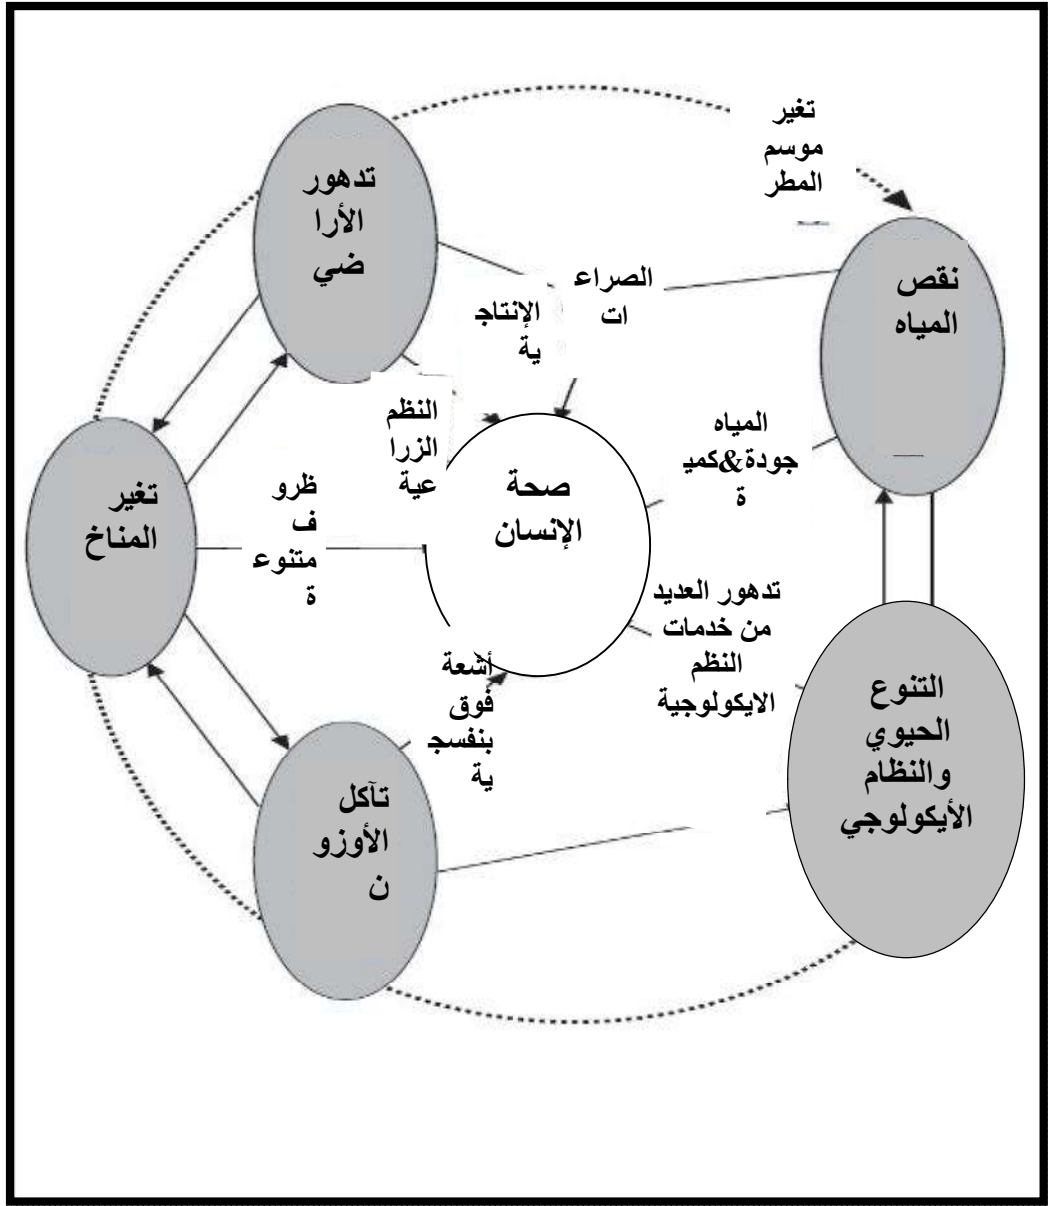 تغير
موسم
المطر
تدهور
الأرا
ضي
نقص
المياه
الصراع
ات
الإنتاج
ية
النظم
الزرا
عية
المياه
جودة&كمي
ة
صحة
الإنسان
تغير
المناخ
ظرو
ف
متنوع
ة
تدهور العديد
من خدمات
النظم
الايكولوجية
أشعة
فوق
بنفسج
ية
التنوع
الحيوي
والنظام
الأيكولوجي
تآكل
الأوزو
ن